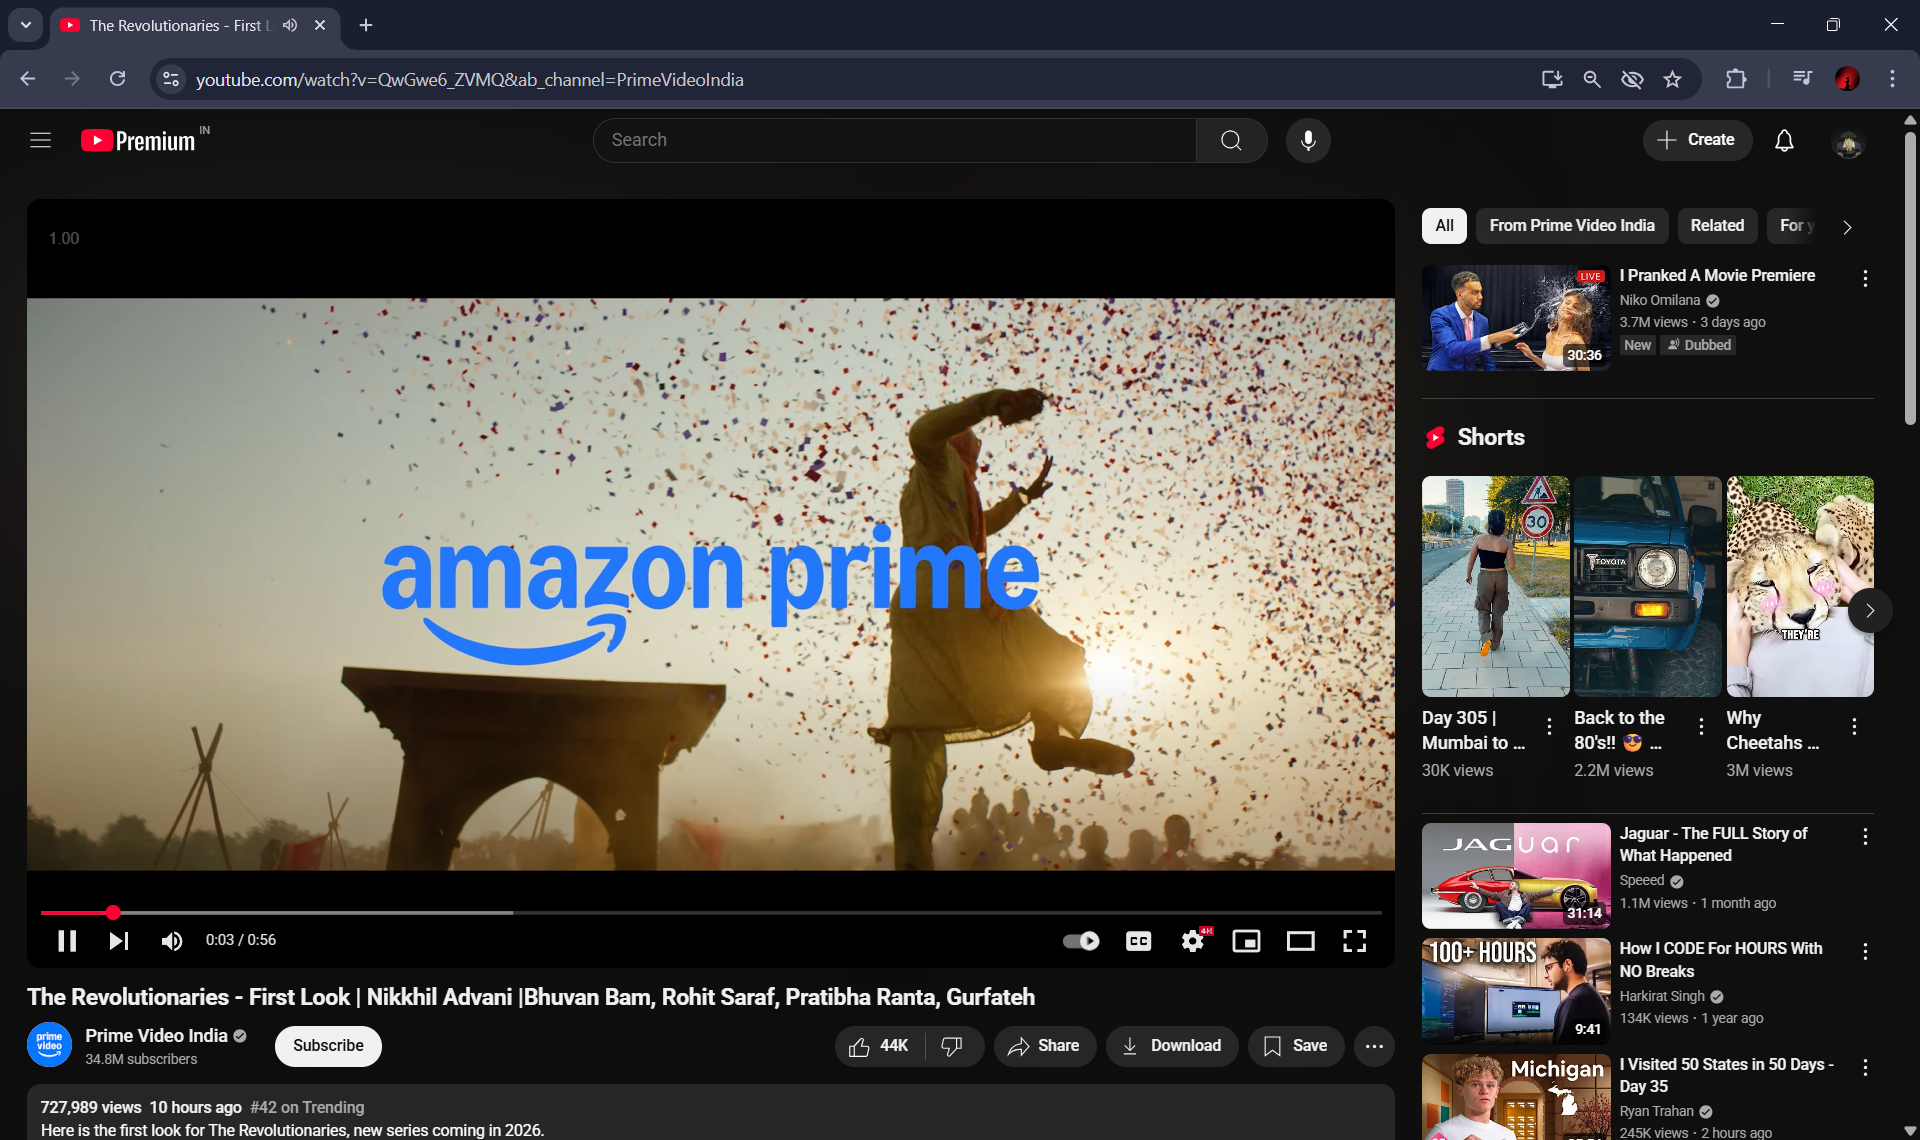 The Revolutionaries - First L
youtube.com/watch?v=QwGwe6_ZVMQ&ab_channel=PrimeVideoIndia
Premium IN
Search
Create
1.00
amazon prime
0:03 / 0:56
CC
4K
The Revolutionaries - First Look | Nikkhil Advani |Bhuvan Bam, Rohit Saraf, Pratibha Ranta, Gurfateh
prime
video
Prime Video India
34.8M subscribers
Subscribe
44K
Share
Download
Save
727,989 views 10 hours ago #42 on Trending
Here is the first look for The Revolutionaries, new series coming in 2026.
All
From Prime Video India
Related
For y
LIVE
30:36
I Pranked A Movie Premiere
Niko Omilana
3.7M views · 3 days ago
New
Dubbed
Shorts
30
TOYOTA
THEY'RE
Day 305 |
Mumbai to ...
30K views
Back to the
80's!! 😎 ...
2.2M views
Why
Cheetahs ...
3M views
JAGUar
31:14
Jaguar - The FULL Story of
What Happened
Speeed
1.1M views · 1 month ago
100+ HOURS
9:41
How I CODE For HOURS With
NO Breaks
Harkirat Singh
134K views · 1 year ago
Michigan
I Visited 50 States in 50 Days -
Day 35
Ryan Trahan
245K views · 2 hours ago